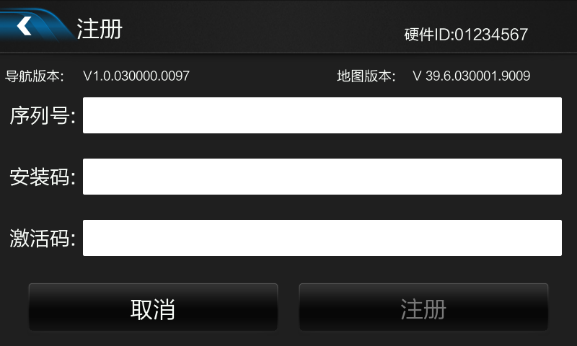 注册
硬件ID:01234567
导航版本: V1.0.030000.0097
地图版本: V 39.6.030001.9009
序列号:
安装码:
激活码:
取消
注册